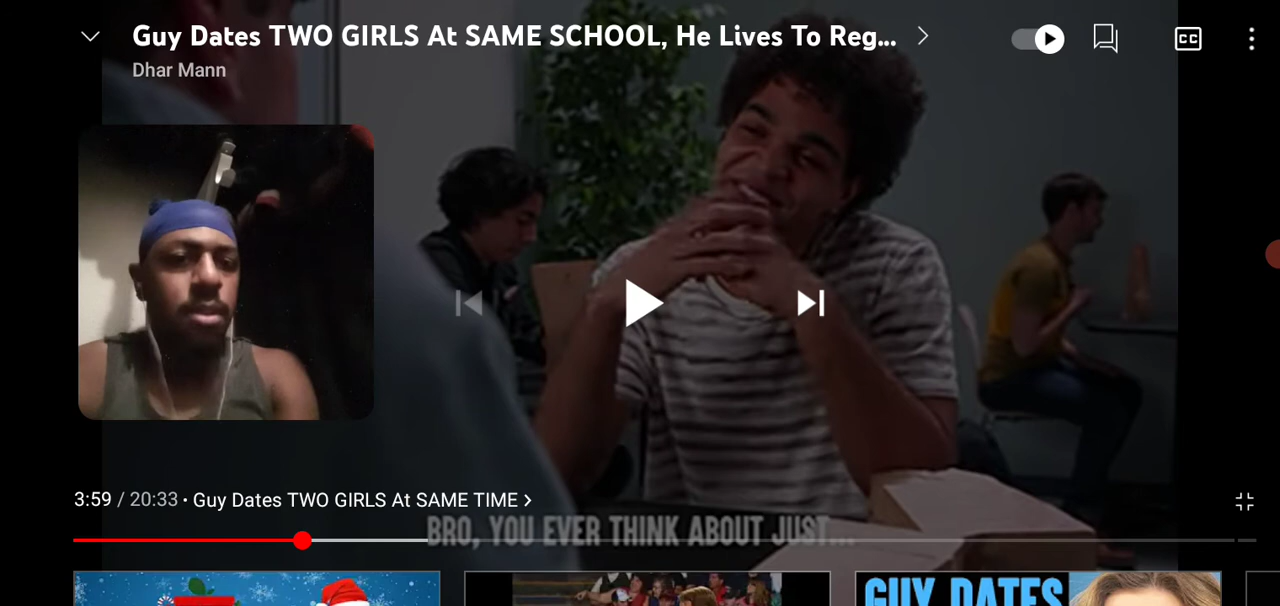 Guy Dates TWO GIRLS At SAME SCHOOL, He Lives To Reg...
Dhar Mann
CC
3:59 / 20:33 · Guy Dates TWO GIRLS At SAME TIME
BRO, YOU EVER THINK ABOUT JUST...
GUY DATES